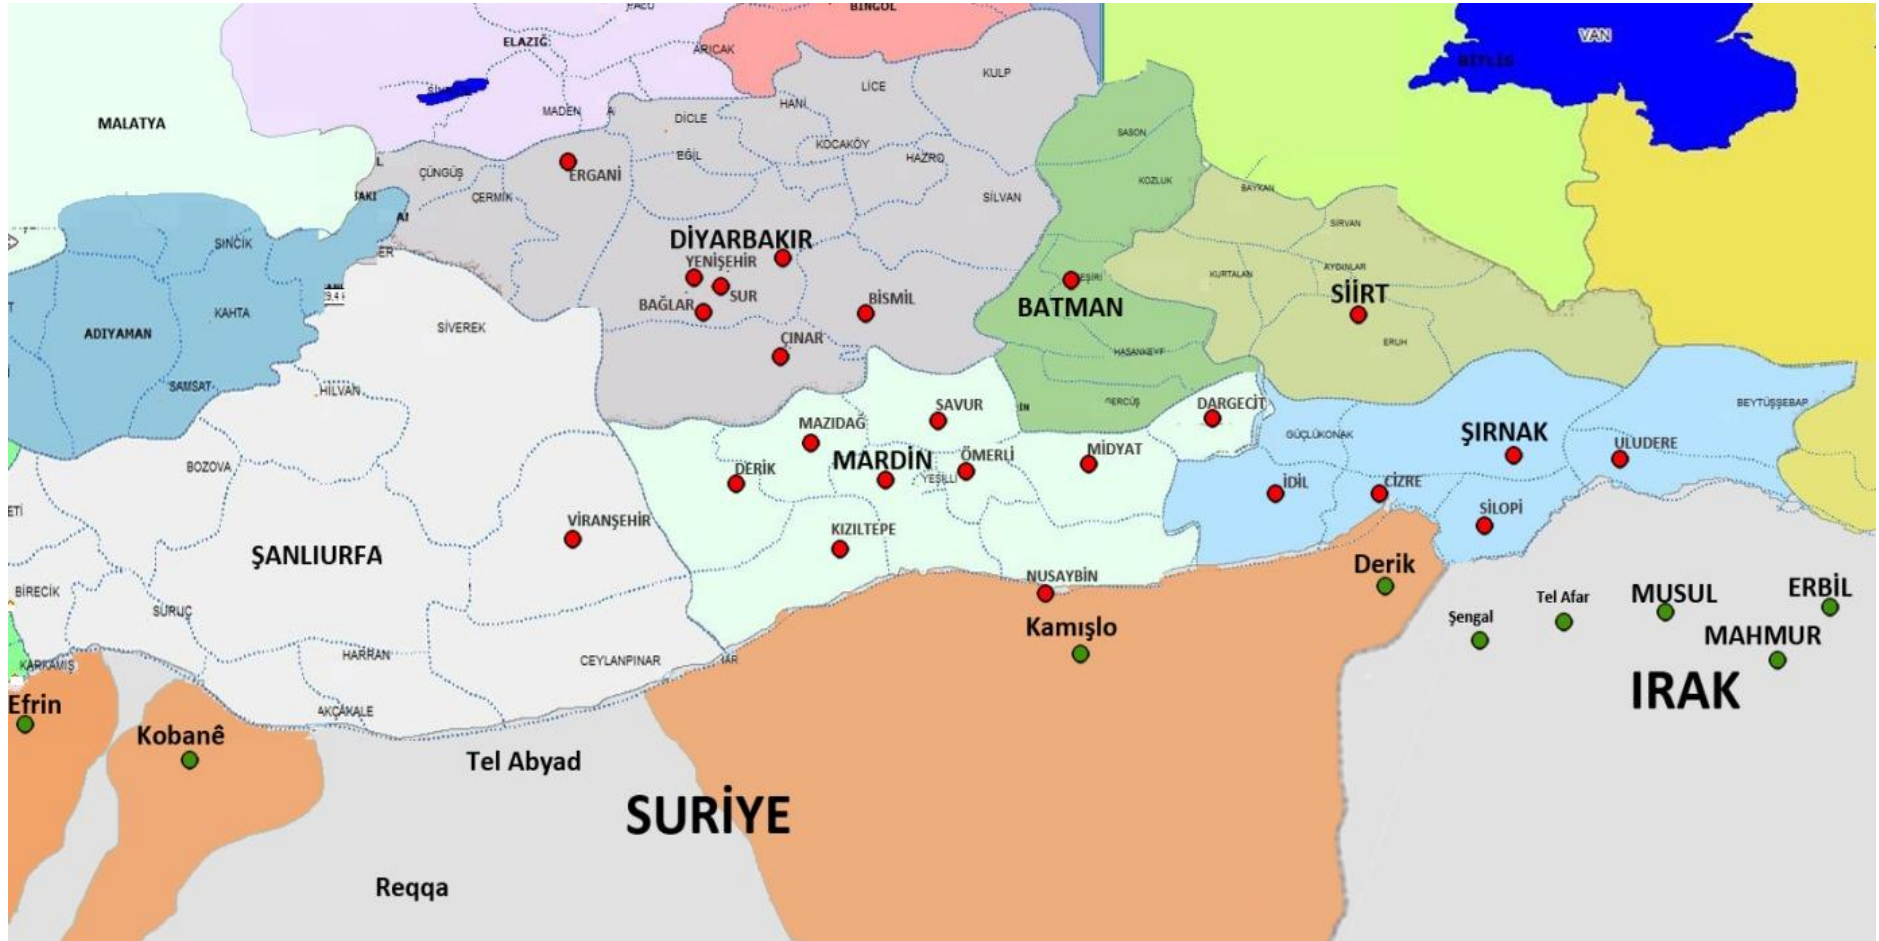 BİNGÖL
ELAZIĞ
VAN
ARICAK
BİTLİS
KULP
LİCE
HANİ
MADEN
DİCLE
MALATYA
SASON
KOCAKÖY
EĞİL
HAZRO
ERGANİ
ÇÜNGÜŞ
KOZLUK
BAYKAN
ÇERMİK
SİLVAN
ŞİRVAN
DİYARBAKIR
SİNCİK
YENİŞEHİR
AYDINLAR
KURTALAN
SİİRT
SUR
BİSMİL
BAĞLAR
BATMAN
KAHTA
SİVEREK
ADIYAMAN
ÇINAR
ERUH
HASANKEYF
SAMSAT
HİLVAN
GERCÜŞ
DARGEÇİT
BEYTÜŞŞEBAP
SAVUR
MAZIDAĞ
GÜÇLÜKONAK
ŞIRNAK
ULUDERE
MİDYAT
ÖMERLİ
MARDİN
DERİK
YEŞİLLİ
BOZOVA
İDİL
CİZRE
SİLOPİ
VİRANŞEHİR
KIZILTEPE
ŞANLIURFA
Derik
NUSAYBİN
BİRECİK
ERBİL
MUSUL
Tel Afar
SURUÇ
Şengal
Kamışlo
MAHMUR
HARRAN
CEYLANPINAR
KARKAMIŞ
IRAK
Efrin
AKÇAKALE
Kobanê
Tel Abyad
SURİYE
Reqqa